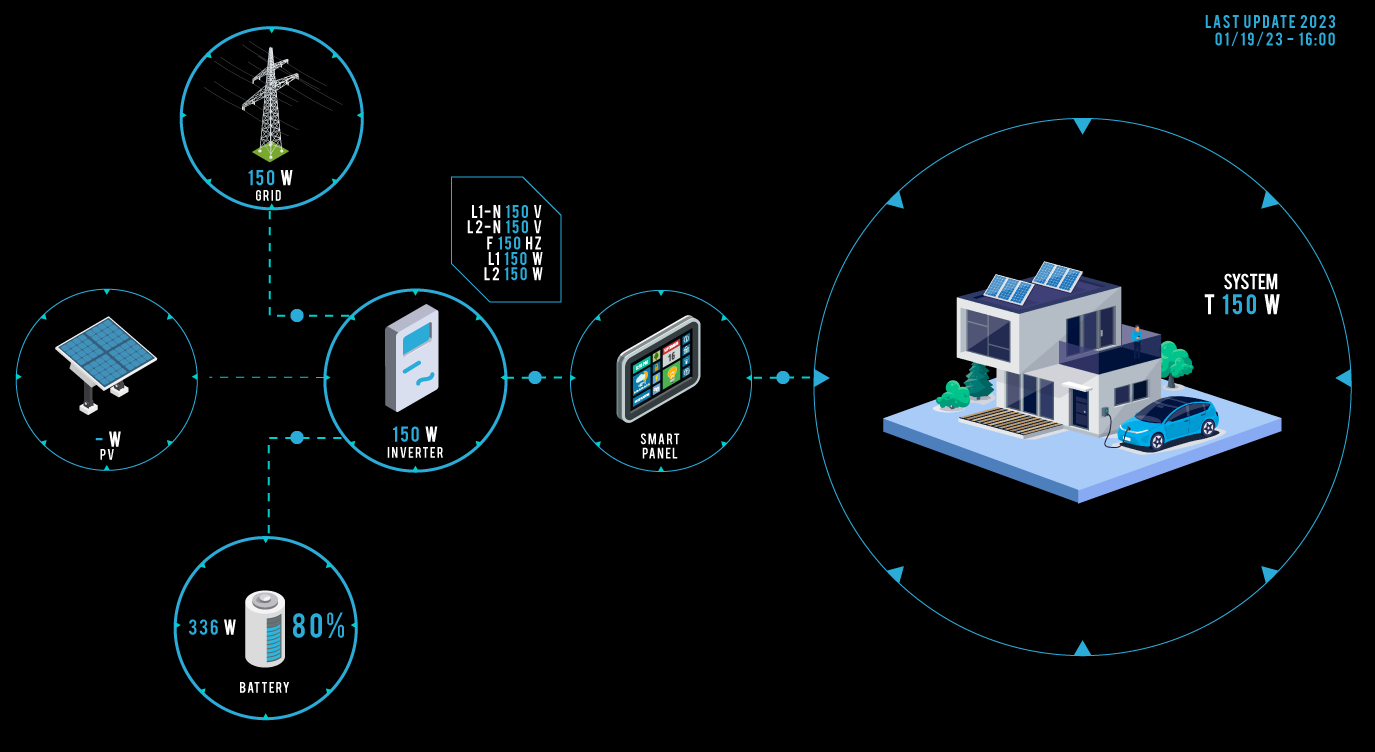 LAST UPDATE 2023
01/19/23 - 16:00
150 W
GRID
L1-N 150 V
L2-N 150 V
F 150 HZ
L1 150 W
L2 150 W
- W
PV
150 W
INVERTER
16
SMART
PANEL
SYSTEM
T 150 W
336 W 80%
BATTERY